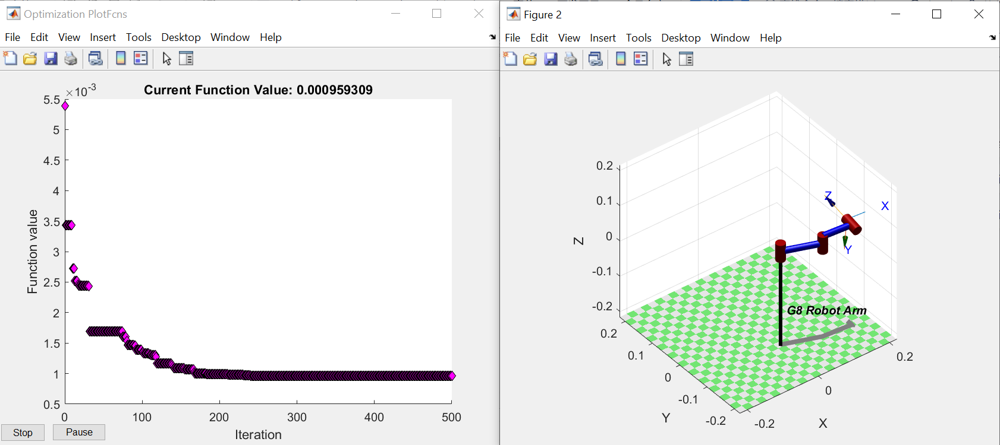 Optimization PlotFcns
File Edit View Insert Tools Desktop Window Help
×10-3
Current Function Value: 0.000959309
5.5
5
4.5
4
3.5
3
2.5
2
1.5
1
0.5
Function value
0 100 200 300 400 500
Iteration
Stop Pause
Figure 2
File Edit View Insert Tools Desktop Window Help
0.2
0.1
0
-0.1
-0.2
Z
Z
X
Y
G8 Robot Arm
0.2
0.1
0
-0.1
-0.2
Y
-0.2
0
0.2
X